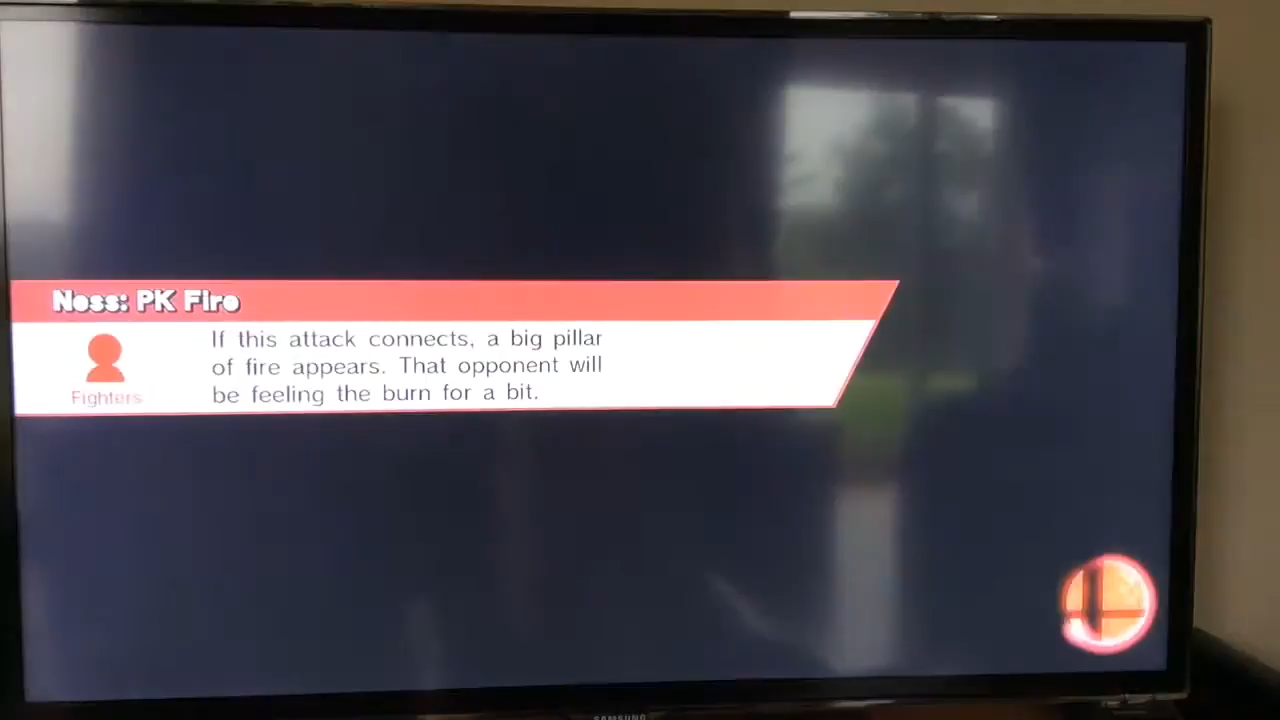 Ness: PK Fire
If this attack connects, a big pillar
of fire appears. That opponent will
be feeling the burn for a bit.
Fighters
SAMSUNG